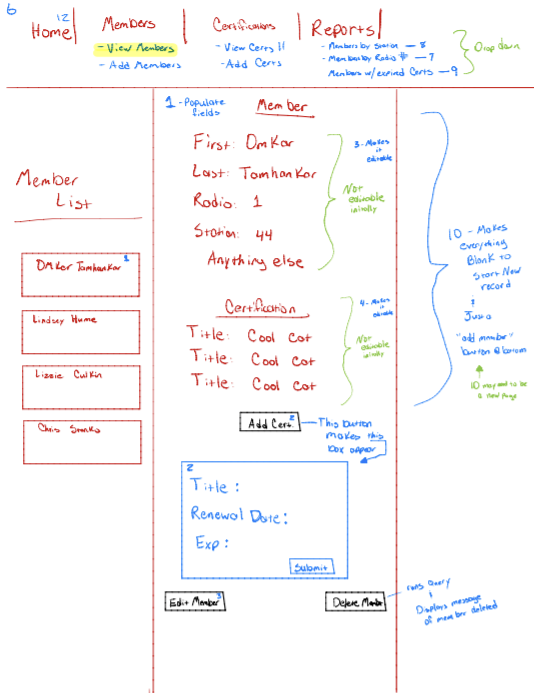 6
Home 12 | Members | Certifications | Reports
- View Members
- Add Members
- View Certs 11
- Add Certs
- Members by Station - 8
- Members by Radio # - 7
Members w/expired Certs - 9
Drop down
1 - Populate fields
Member
First: Omkar
Last: Tamhankar
Radio: 1
Station: 44
Anything else
3 - Makes it editable
Not editable initially
Certification
Title: Cool Cat
Title: Cool Cat
Title: Cool Cat
4 - Makes it editable
Not editable initially
Add Cert. 2
This button makes this box appear
2
Title:
Renewal Date:
Exp:
Submit
Edit Member 3
Delete Member
runs query
Displays message of member deleted
Member List
Omkar Tamhankar 1
Lindsey Hume
Lizzie Culkin
Chris
10 - Makes everything Blank to Start New record
Just a "add member" button @ bottom
10 may need to be a new page